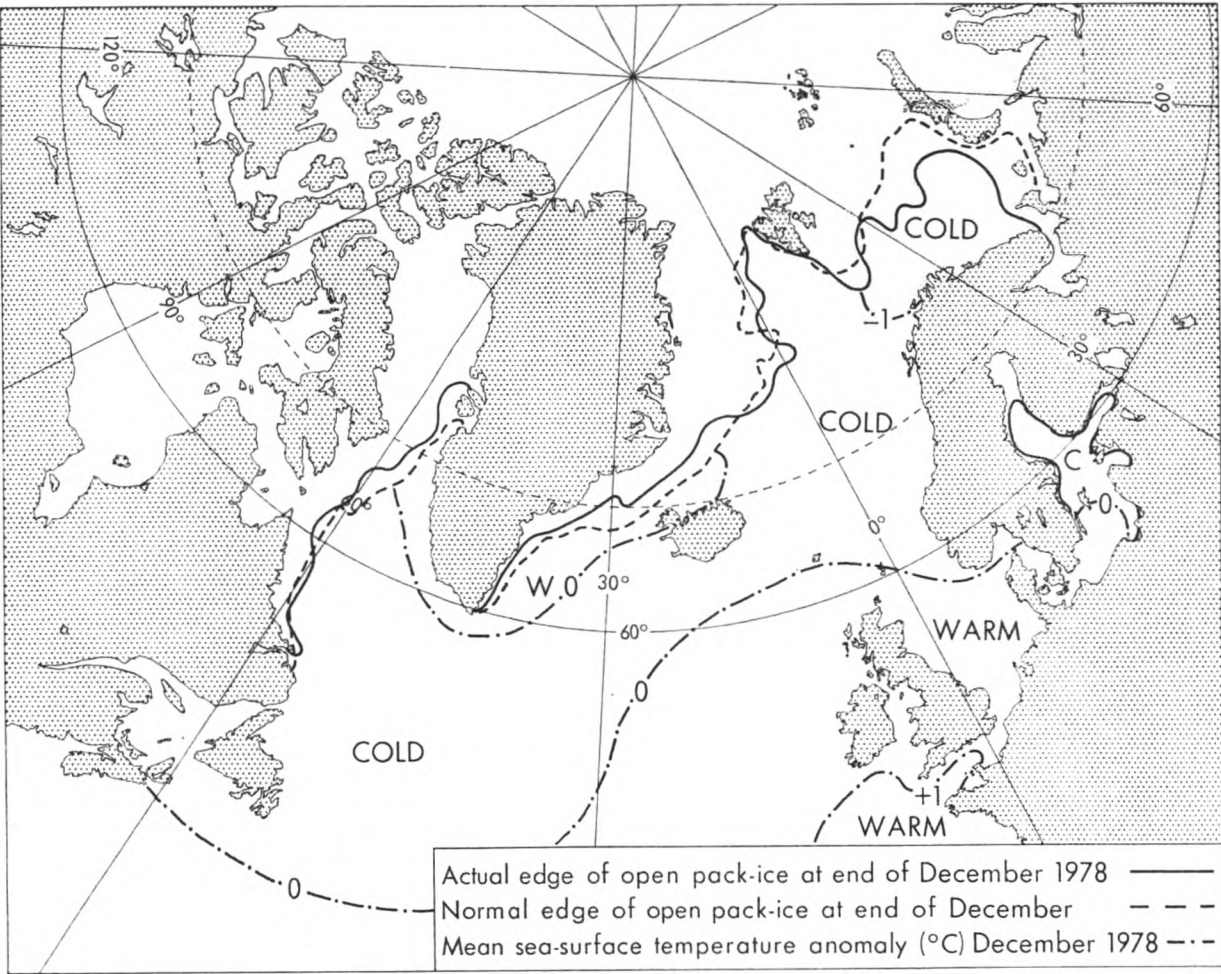 120°
60°
90°
COLD
-1
30°
COLD
C
-0
60°
0°
W 0
30°
60°
WARM
0
COLD
+1
WARM
0
Actual edge of open pack-ice at end of December 1978
Normal edge of open pack-ice at end of December
Mean sea-surface temperature anomaly (°C) December 1978